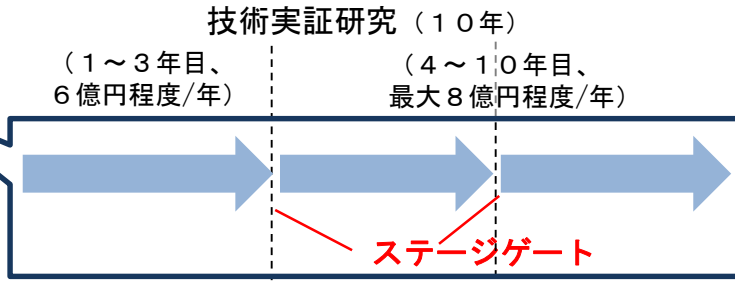 技術実証研究（１０年）
（１～３年目、
６億円程度/年）
（４～１０年目、
最大８億円程度/年）
ステージゲート